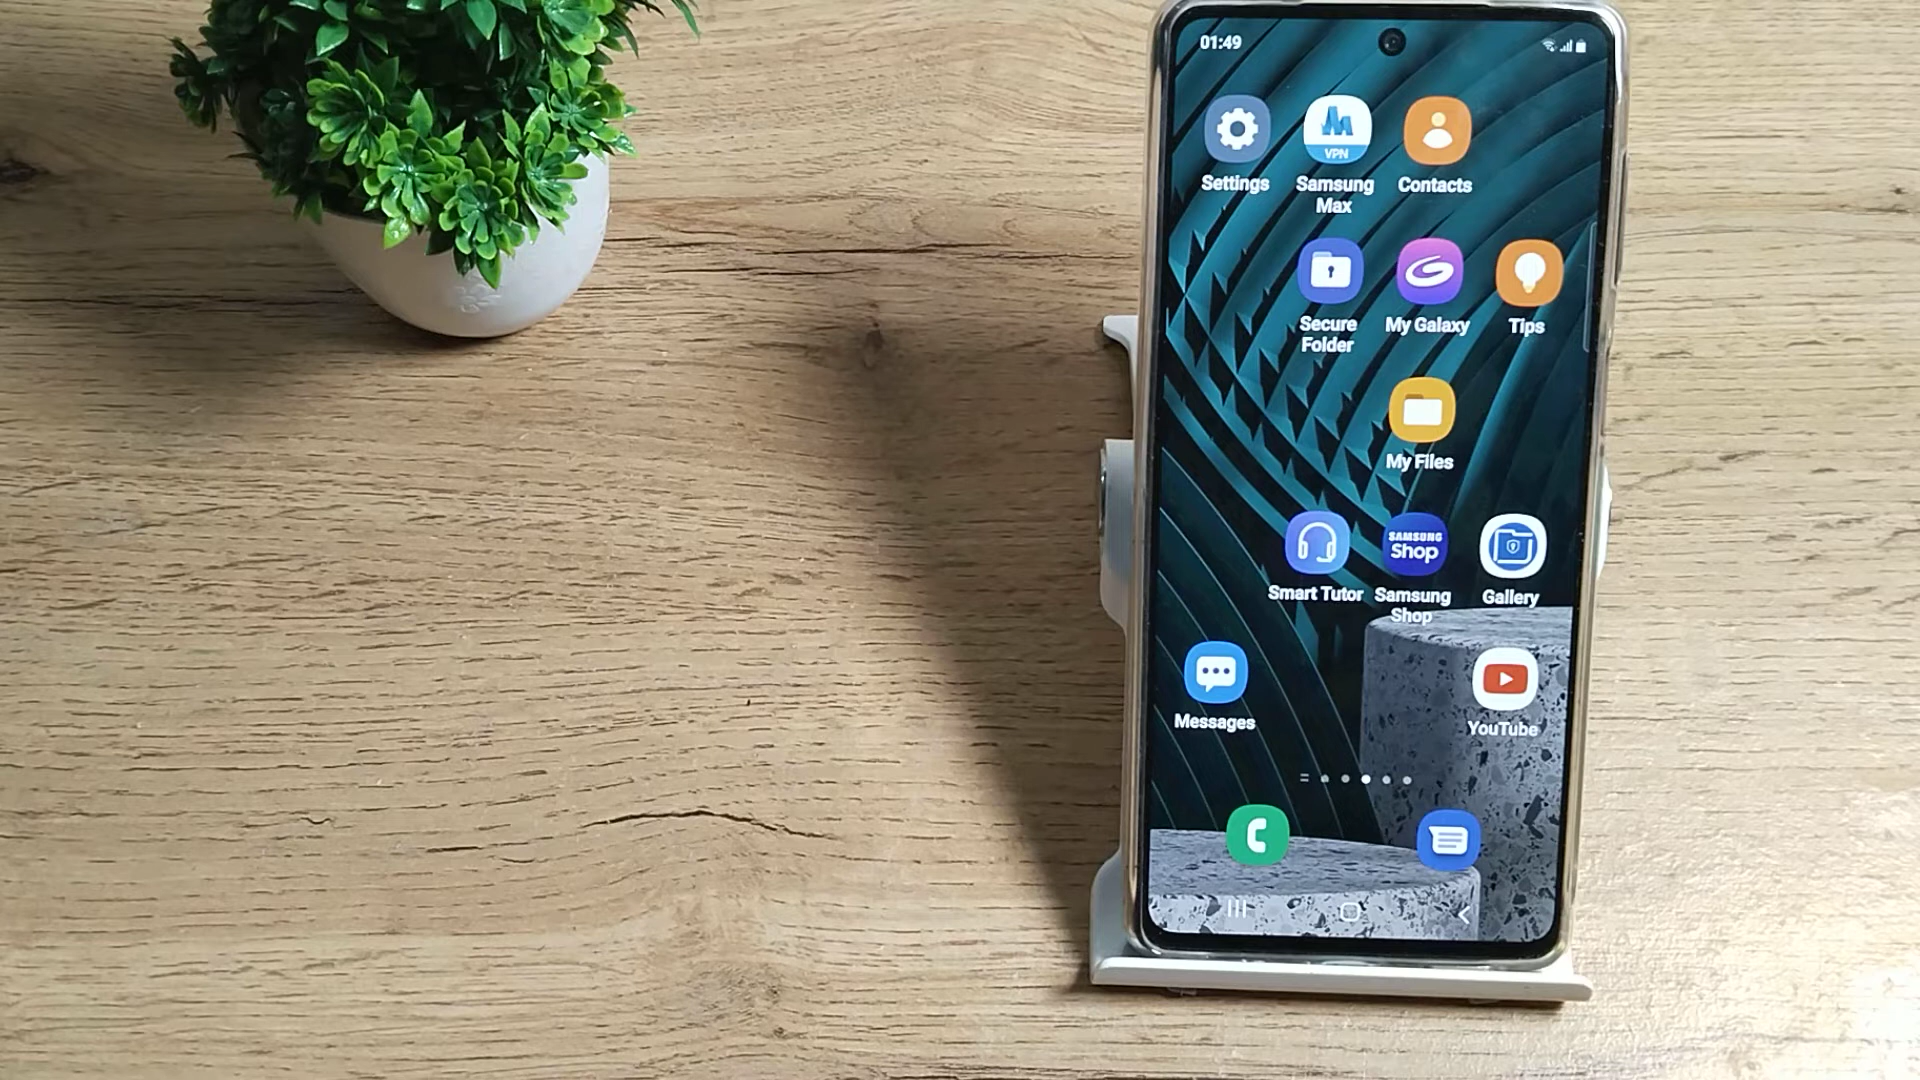 01:49
VPN
Settings
Samsung
Max
Contacts
Secure
Folder
My Galaxy
Tips
My Files
SAMSUNG
Shop
Smart Tutor
Samsung
Shop
Gallery
Messages
YouTube